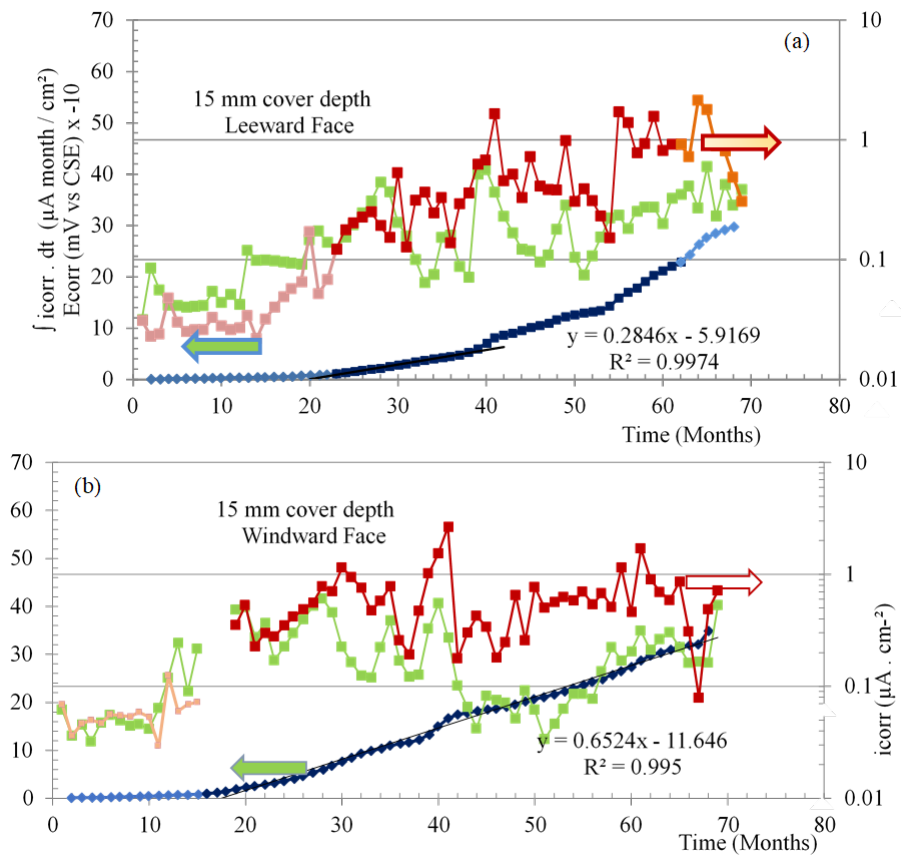 70
60
50
40
30
20
10
0
∫ icorr . dt (µA month / cm²)
Ecorr (mV vs CSE) x -10
(a)
15 mm cover depth
Leeward Face
y = 0.2846x - 5.9169
R² = 0.9974
10
1
0.1
0.01
0 10 20 30 40 50 60 70 80
Time (Months)
70
60
50
40
30
20
10
0
(b)
15 mm cover depth
Windward Face
y = 0.6524x - 11.646
R² = 0.995
10
1
0.1
0.01
icorr (µA . cm-²)
0 10 20 30 40 50 60 70 80
Time (Months)